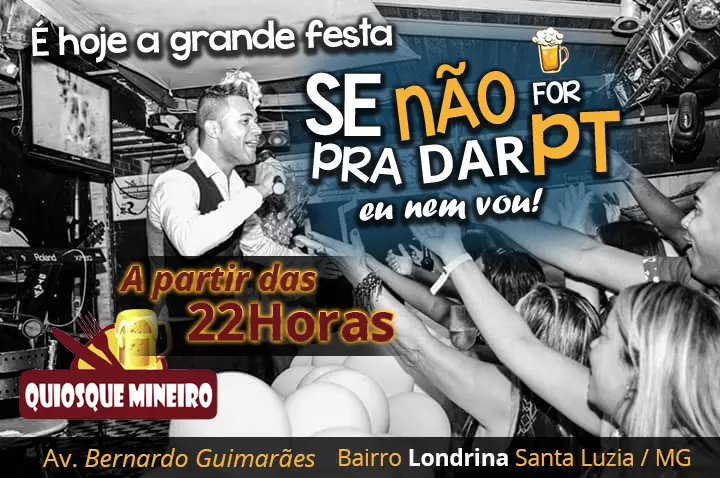 É hoje a grande festa
SE NÃO FOR
PRA DAR PT
eu nem vou!
A partir das
22Horas
QUIOSQUE MINEIRO
Av. Bernardo Guimarães Bairro Londrina Santa Luzia / MG
Roland